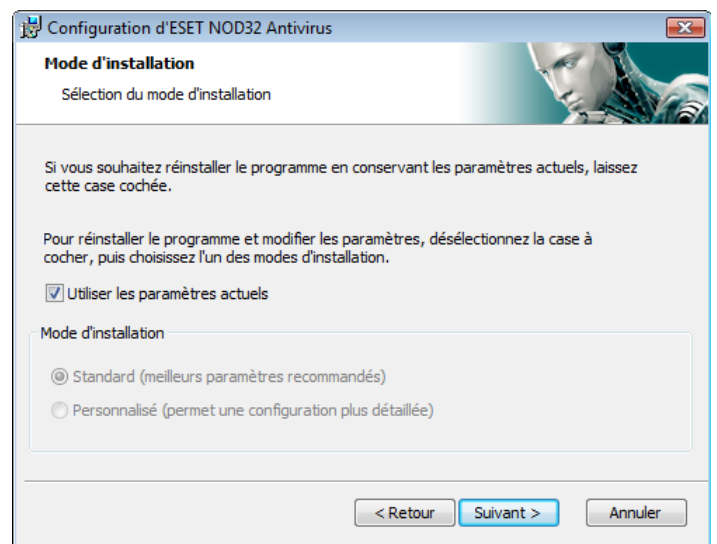 Configuration d'ESET NOD32 Antivirus
Mode d'installation
Sélection du mode d'installation
Si vous souhaitez réinstaller le programme en conservant les paramètres actuels, laissez
cette case cochée.
Pour réinstaller le programme et modifier les paramètres, désélectionnez la case à
cocher, puis choisissez l'un des modes d'installation.
Utiliser les paramètres actuels
Mode d'installation
Standard (meilleurs paramètres recommandés)
Personnalisé (permet une configuration plus détaillée)
< Retour Suivant > Annuler